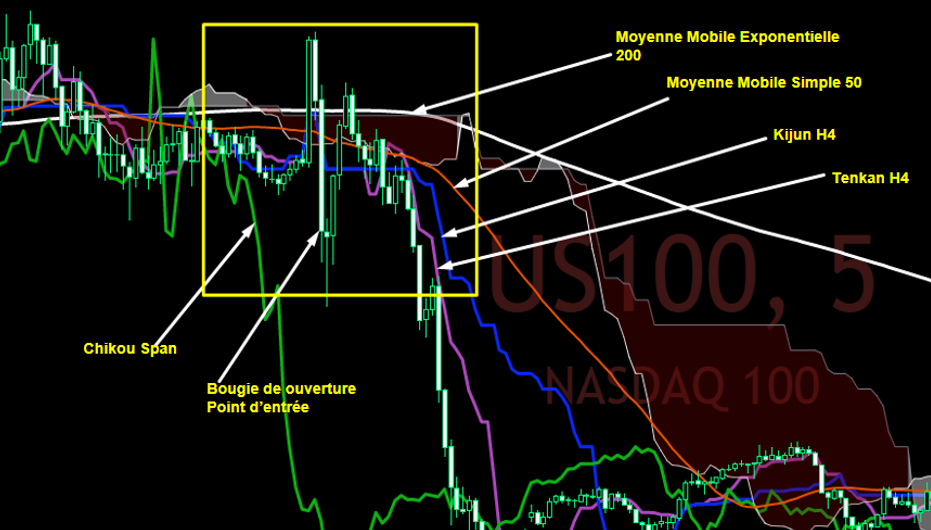 Moyenne Mobile Exponentielle
200
Moyenne Mobile Simple 50
Kijun H4
Tenkan H4
US100, 5
NASDAQ 100
Chikou Span
Bougie de ouverture
Point d'entrée